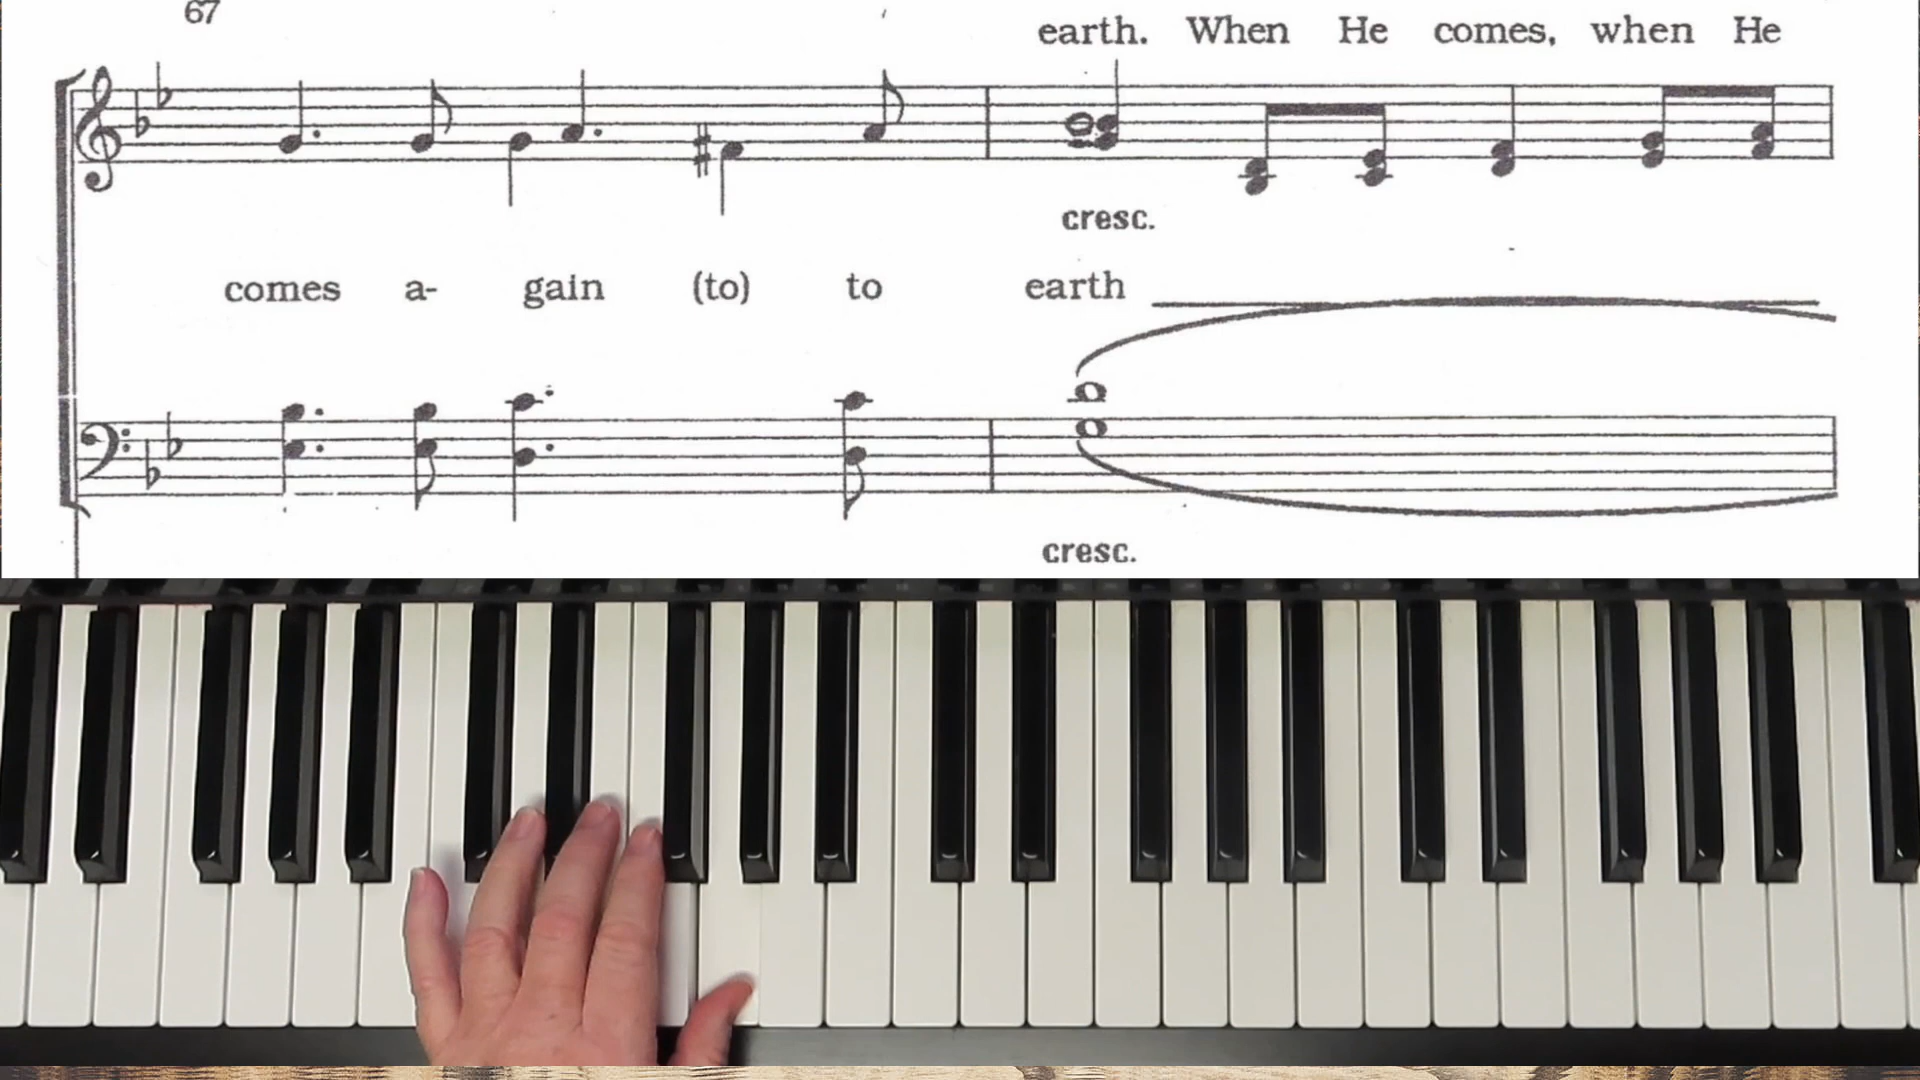 67
earth. When He comes, when He
cresc.
comes a- gain (to) to earth
cresc.